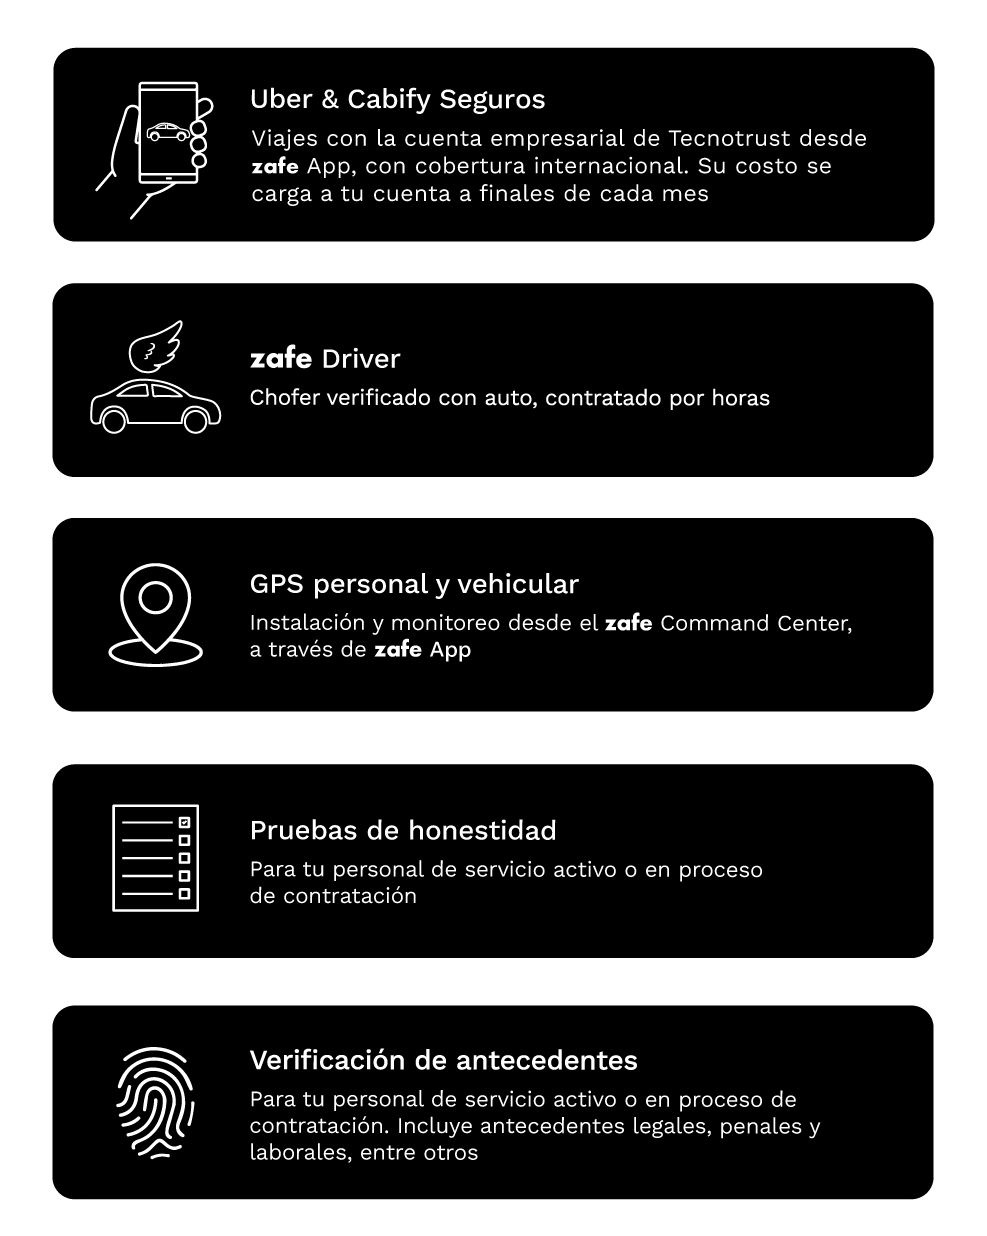 Uber & Cabify Seguros
Viajes con la cuenta empresarial de Tecnotrust desde
zafe App, con cobertura internacional. Su costo se
carga a tu cuenta a finales de cada mes
zafe Driver
Chofer verificado con auto, contratado por horas
GPS personal y vehicular
Instalación y monitoreo desde el zafe Command Center,
a través de zafe App
Pruebas de honestidad
Para tu personal de servicio activo o en proceso
de contratación
Verificación de antecedentes
Para tu personal de servicio activo o en proceso de
contratación. Incluye antecedentes legales, penales y
laborales, entre otros